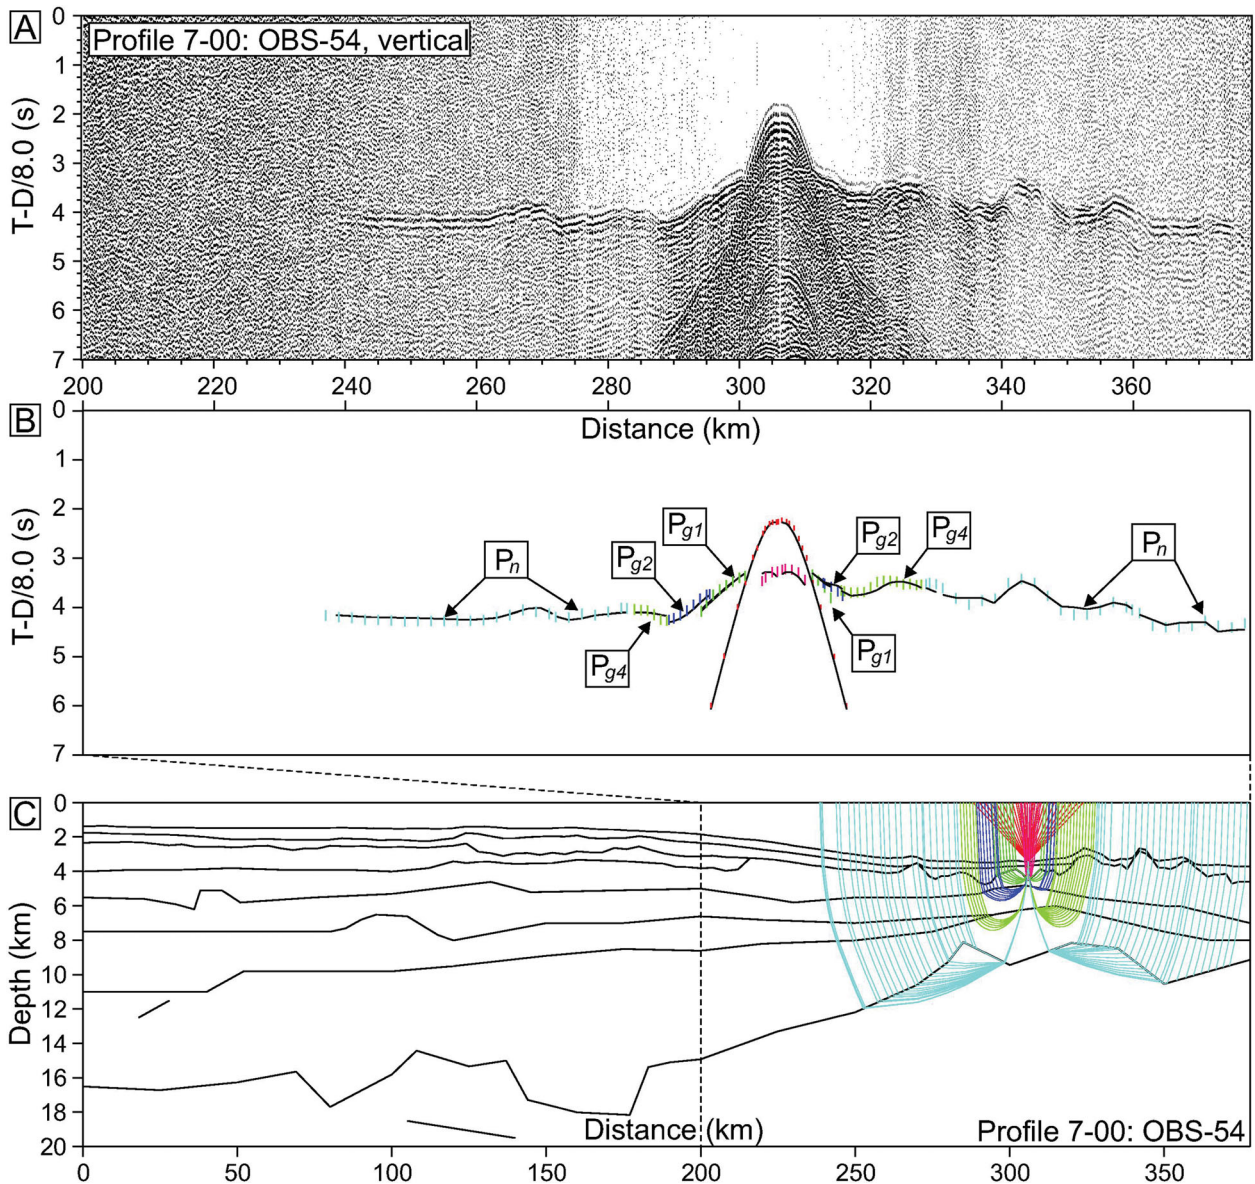 A
Profile 7-00: OBS-54, vertical
T-D/8.0 (s)
0
1
2
3
4
5
6
7
200 220 240 260 280 300 320 340 360
Distance (km)
B
T-D/8.0 (s)
0
1
2
3
4
5
6
7
Pn
Pg4
Pg2
Pg1
Pg2
Pg4
Pg1
Pn
C
Depth (km)
0
2
4
6
8
10
12
14
16
18
20
Distance (km)
Profile 7-00: OBS-54
0 50 100 150 200 250 300 350